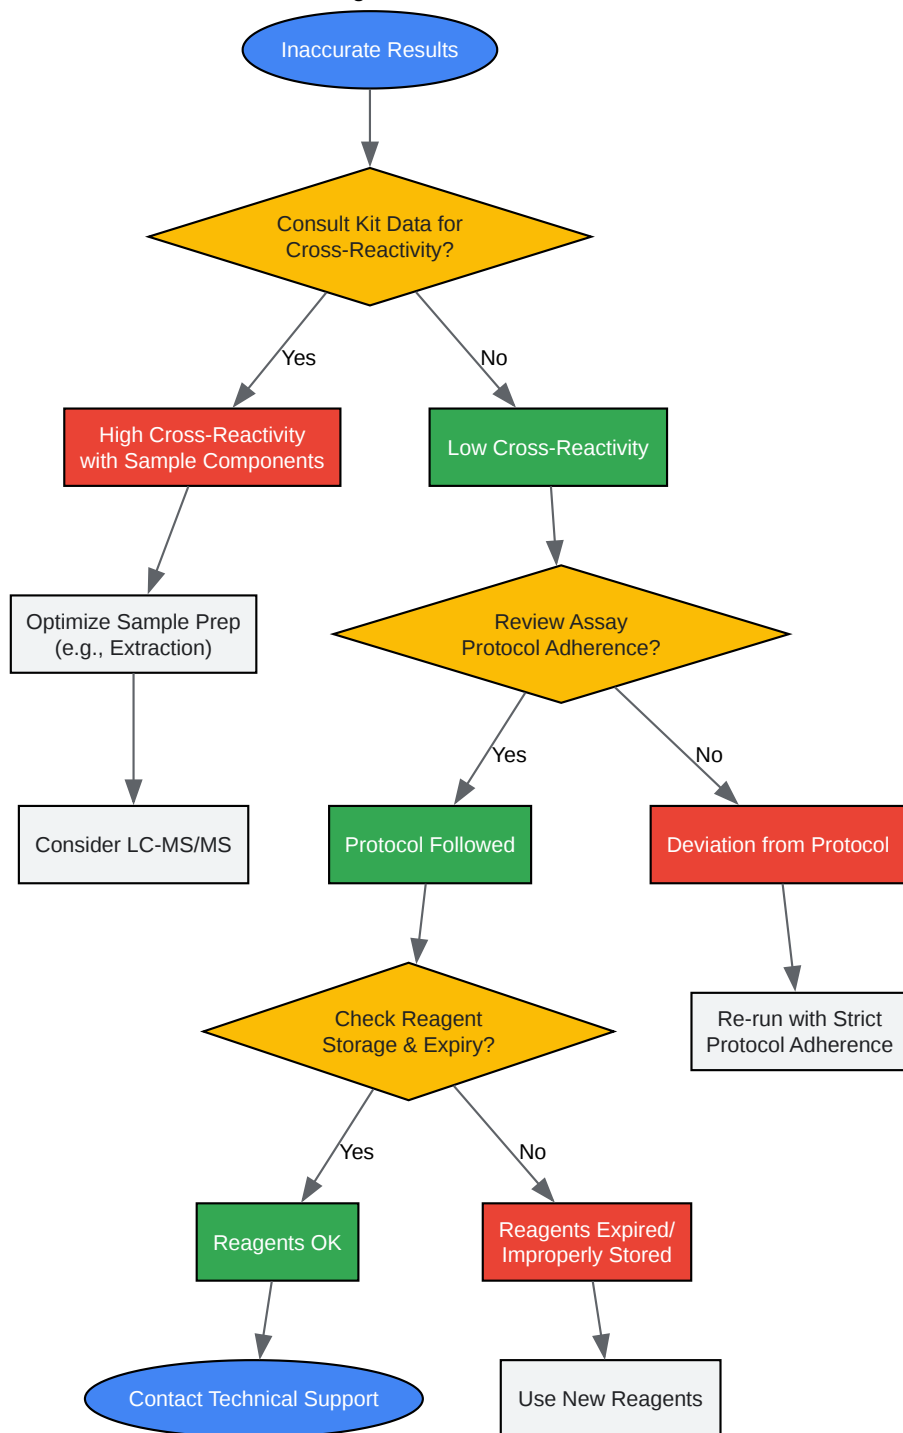 Inaccurate Results
Consult Kit Data for
Cross-Reactivity?
Yes
No
High Cross-Reactivity
with Sample Components
Low Cross-Reactivity
Optimize Sample Prep
(e.g., Extraction)
Review Assay
Protocol Adherence?
Yes
No
Consider LC-MS/MS
Protocol Followed
Deviation from Protocol
Check Reagent
Storage & Expiry?
Re-run with Strict
Protocol Adherence
Yes
No
Reagents OK
Reagents Expired/
Improperly Stored
Contact Technical Support
Use New Reagents